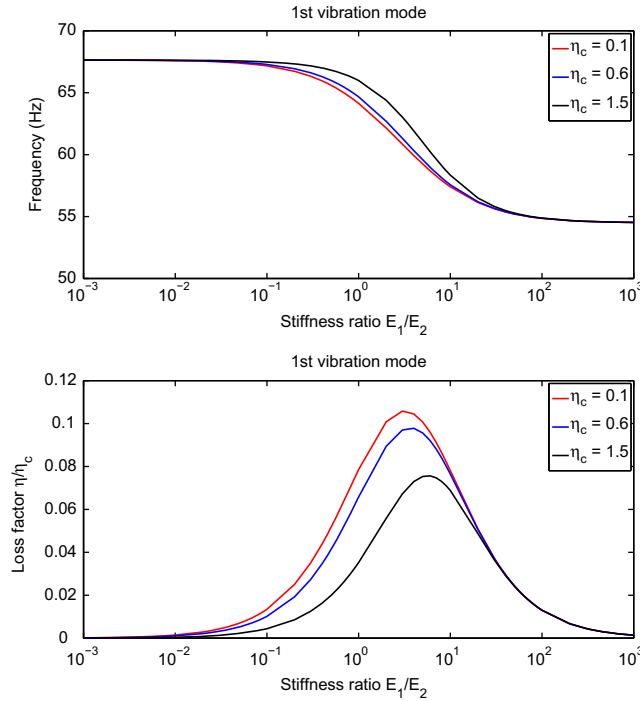 1st vibration mode
70
65
60
55
50
Frequency (Hz)
η_c = 0.1
η_c = 0.6
η_c = 1.5
10^−3 10^−2 10^−1 10^0 10^1 10^2 10^3
Stiffness ratio E_1/E_2
1st vibration mode
0.12
0.1
0.08
0.06
0.04
0.02
0
Loss factor η/η_c
η_c = 0.1
η_c = 0.6
η_c = 1.5
10^−3 10^−2 10^−1 10^0 10^1 10^2 10^3
Stiffness ratio E_1/E_2